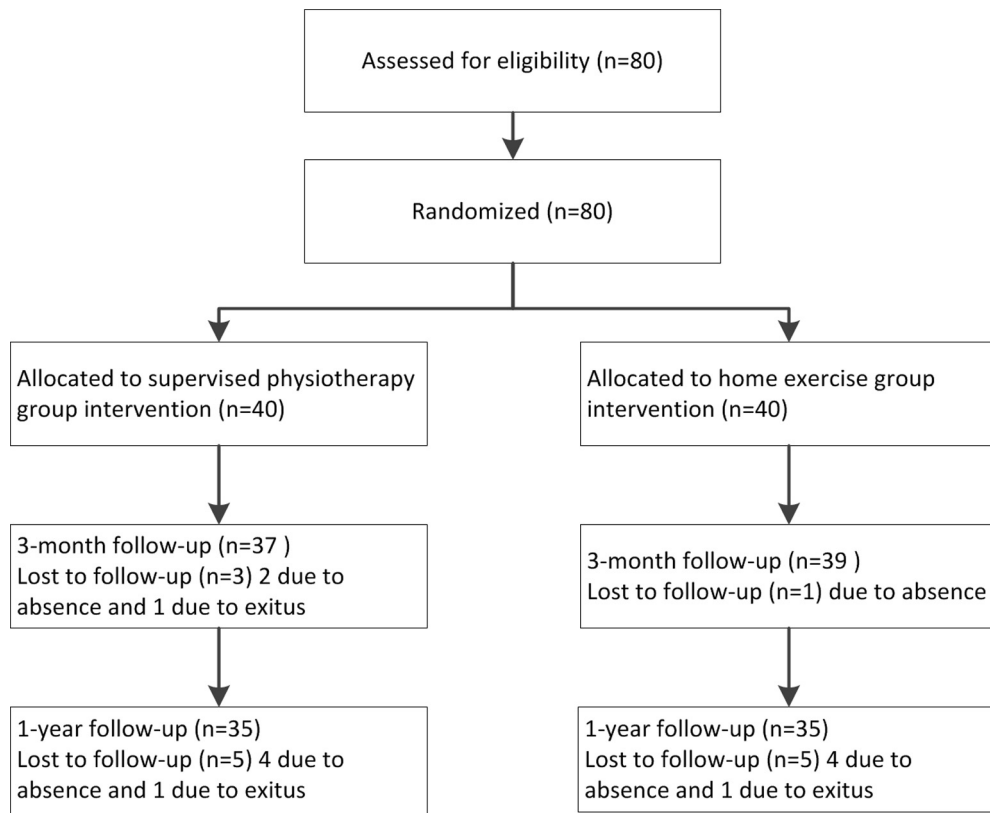 Assessed for eligibility (n=80)
Randomized (n=80)
Allocated to supervised physiotherapy
group intervention (n=40)
Allocated to home exercise group
intervention (n=40)
3-month follow-up (n=37 )
Lost to follow-up (n=3) 2 due to
absence and 1 due to exitus
3-month follow-up (n=39 )
Lost to follow-up (n=1) due to absence
1-year follow-up (n=35)
Lost to follow-up (n=5) 4 due to
absence and 1 due to exitus
1-year follow-up (n=35)
Lost to follow-up (n=5) 4 due to
absence and 1 due to exitus